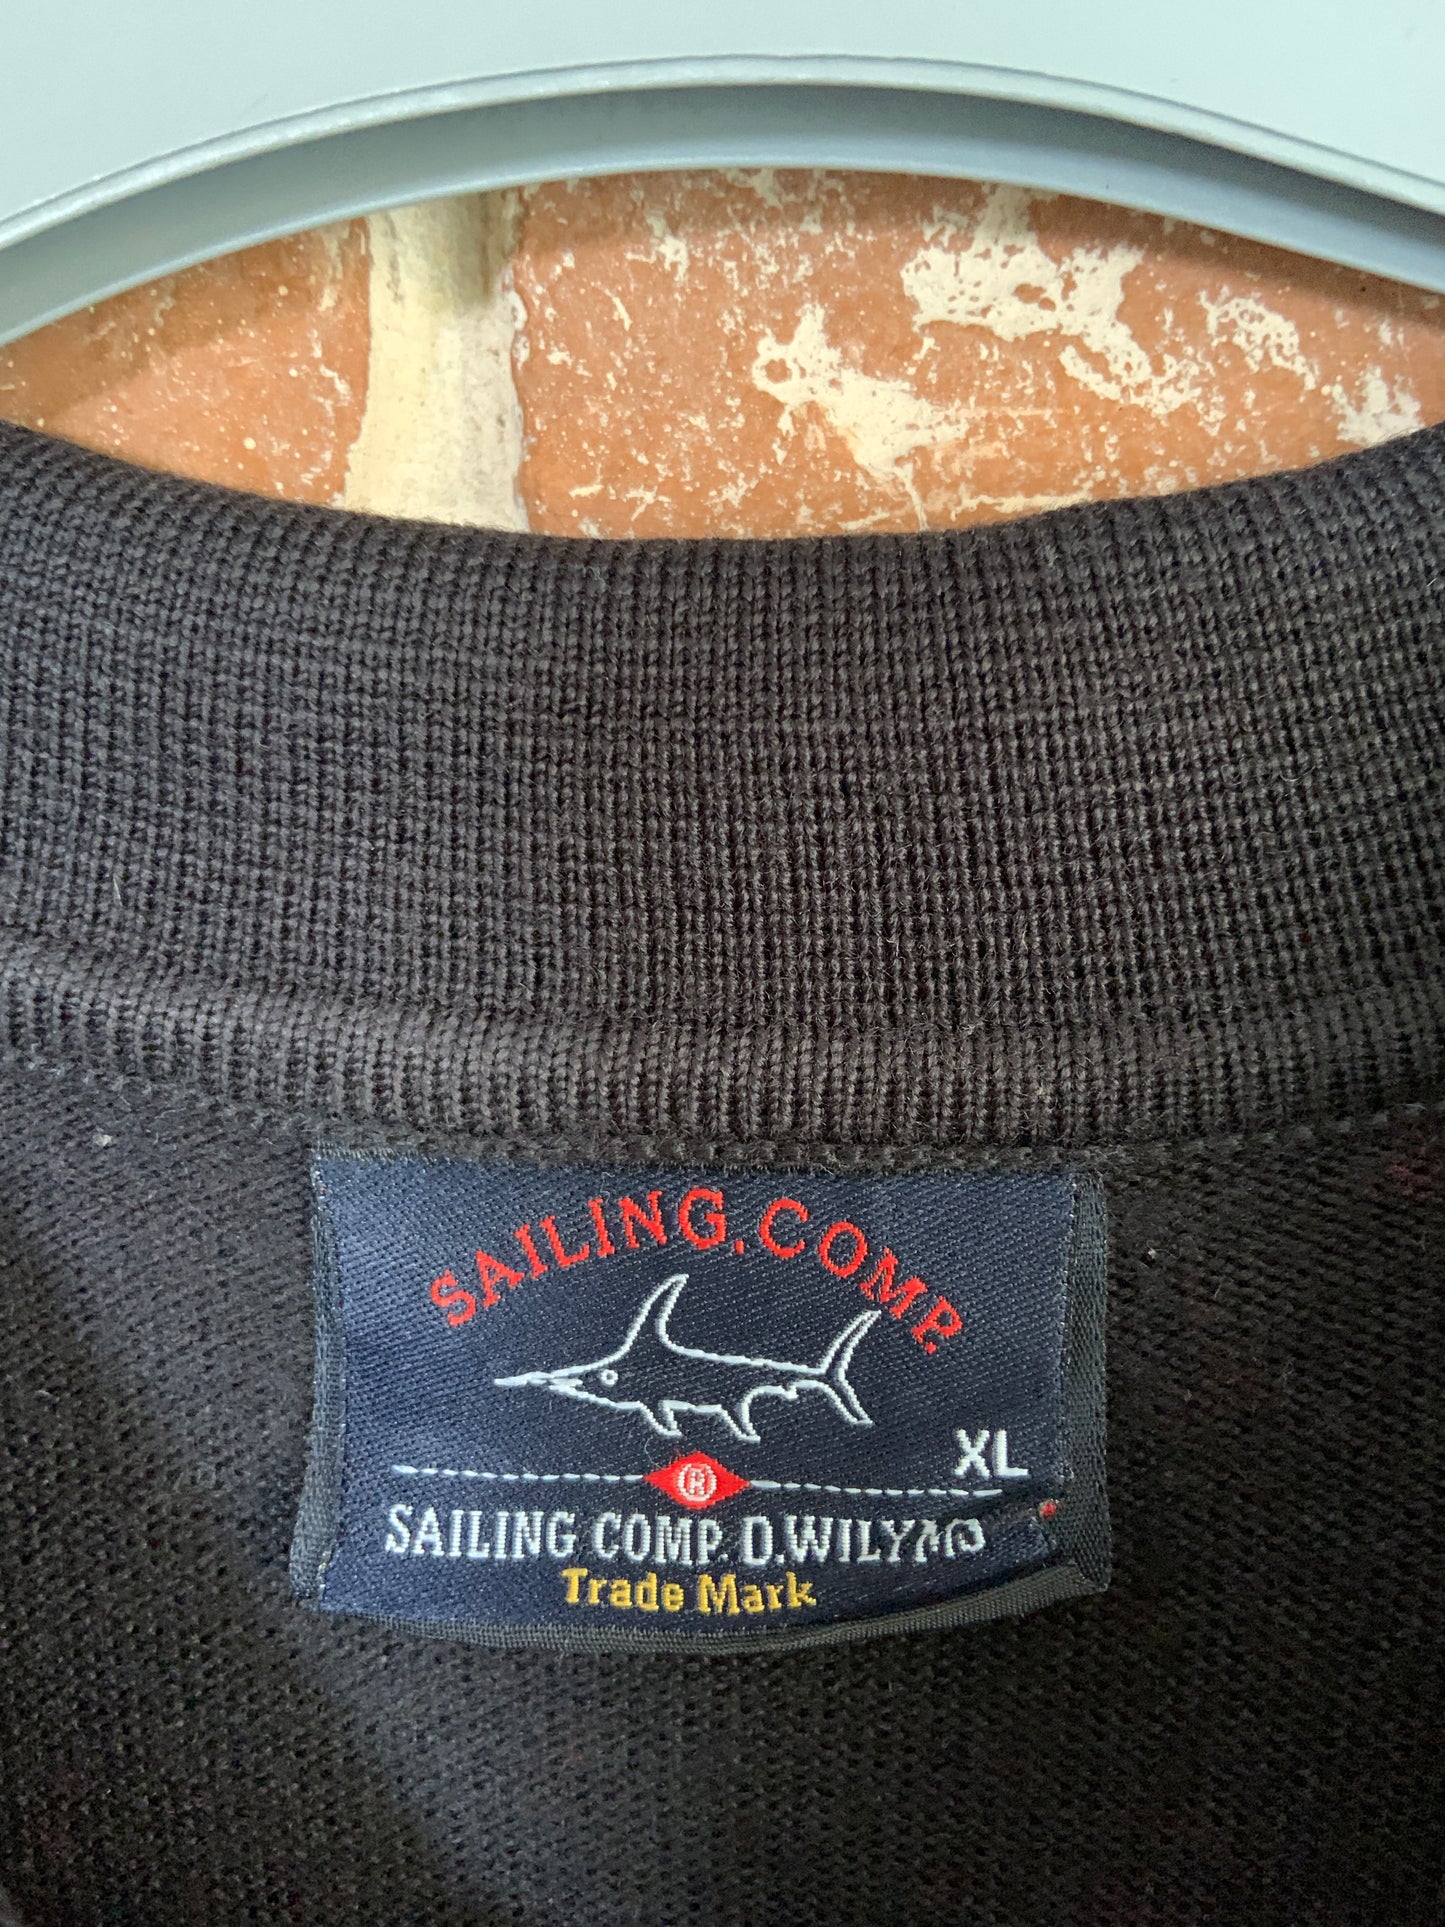 SAILING.COMP.
XL
®
SAILING COMP. D.WILYMO
Trade Mark